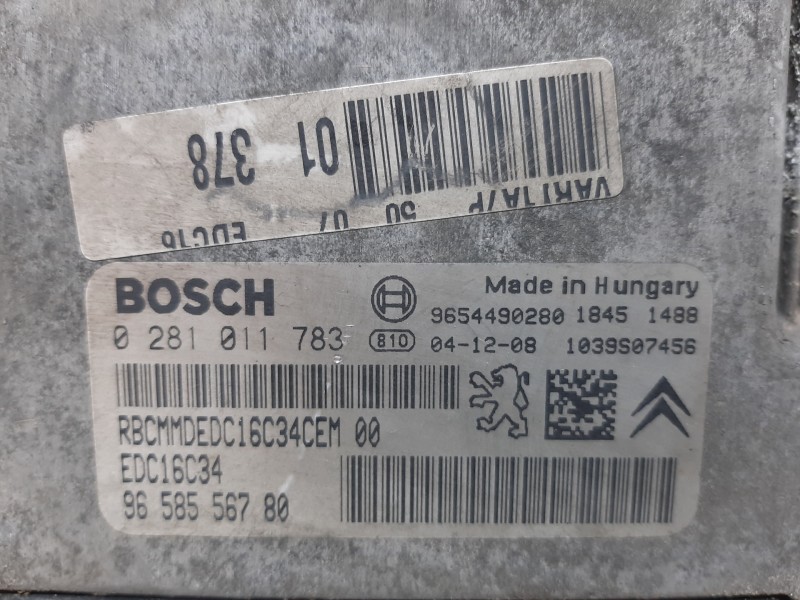 01 378
VARIIA/P
50 07
EDC16
BOSCH
Made in Hungary
9654490280 1845 1488
0 281 011 783 810 04-12-08 1039S07456
RBCMMDEDC16C34CEM 00
EDC16C34
96 585 567 80